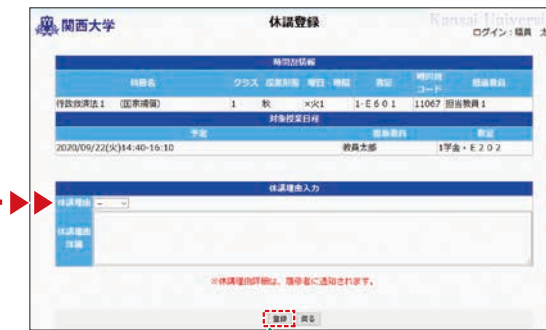 関西大学
休講登録
Kansai Universi
ログイン:職員 太
時間割情報
科目名 クラス 授業形態 曜日・時限 教室 時間割コード 担当教員
行政救済法1 (国家補償) 1 秋 ×火1 1-E601 11067 担当教員1
対象授業日程
予定 担当教員 教室
2020/09/22(火)14:40-16:10 教員太郎 1学舎・E202
休講理由入力
休講理由 -
休講理由詳細
※休講理由詳細は、履修者に通知されます。
登録 戻る